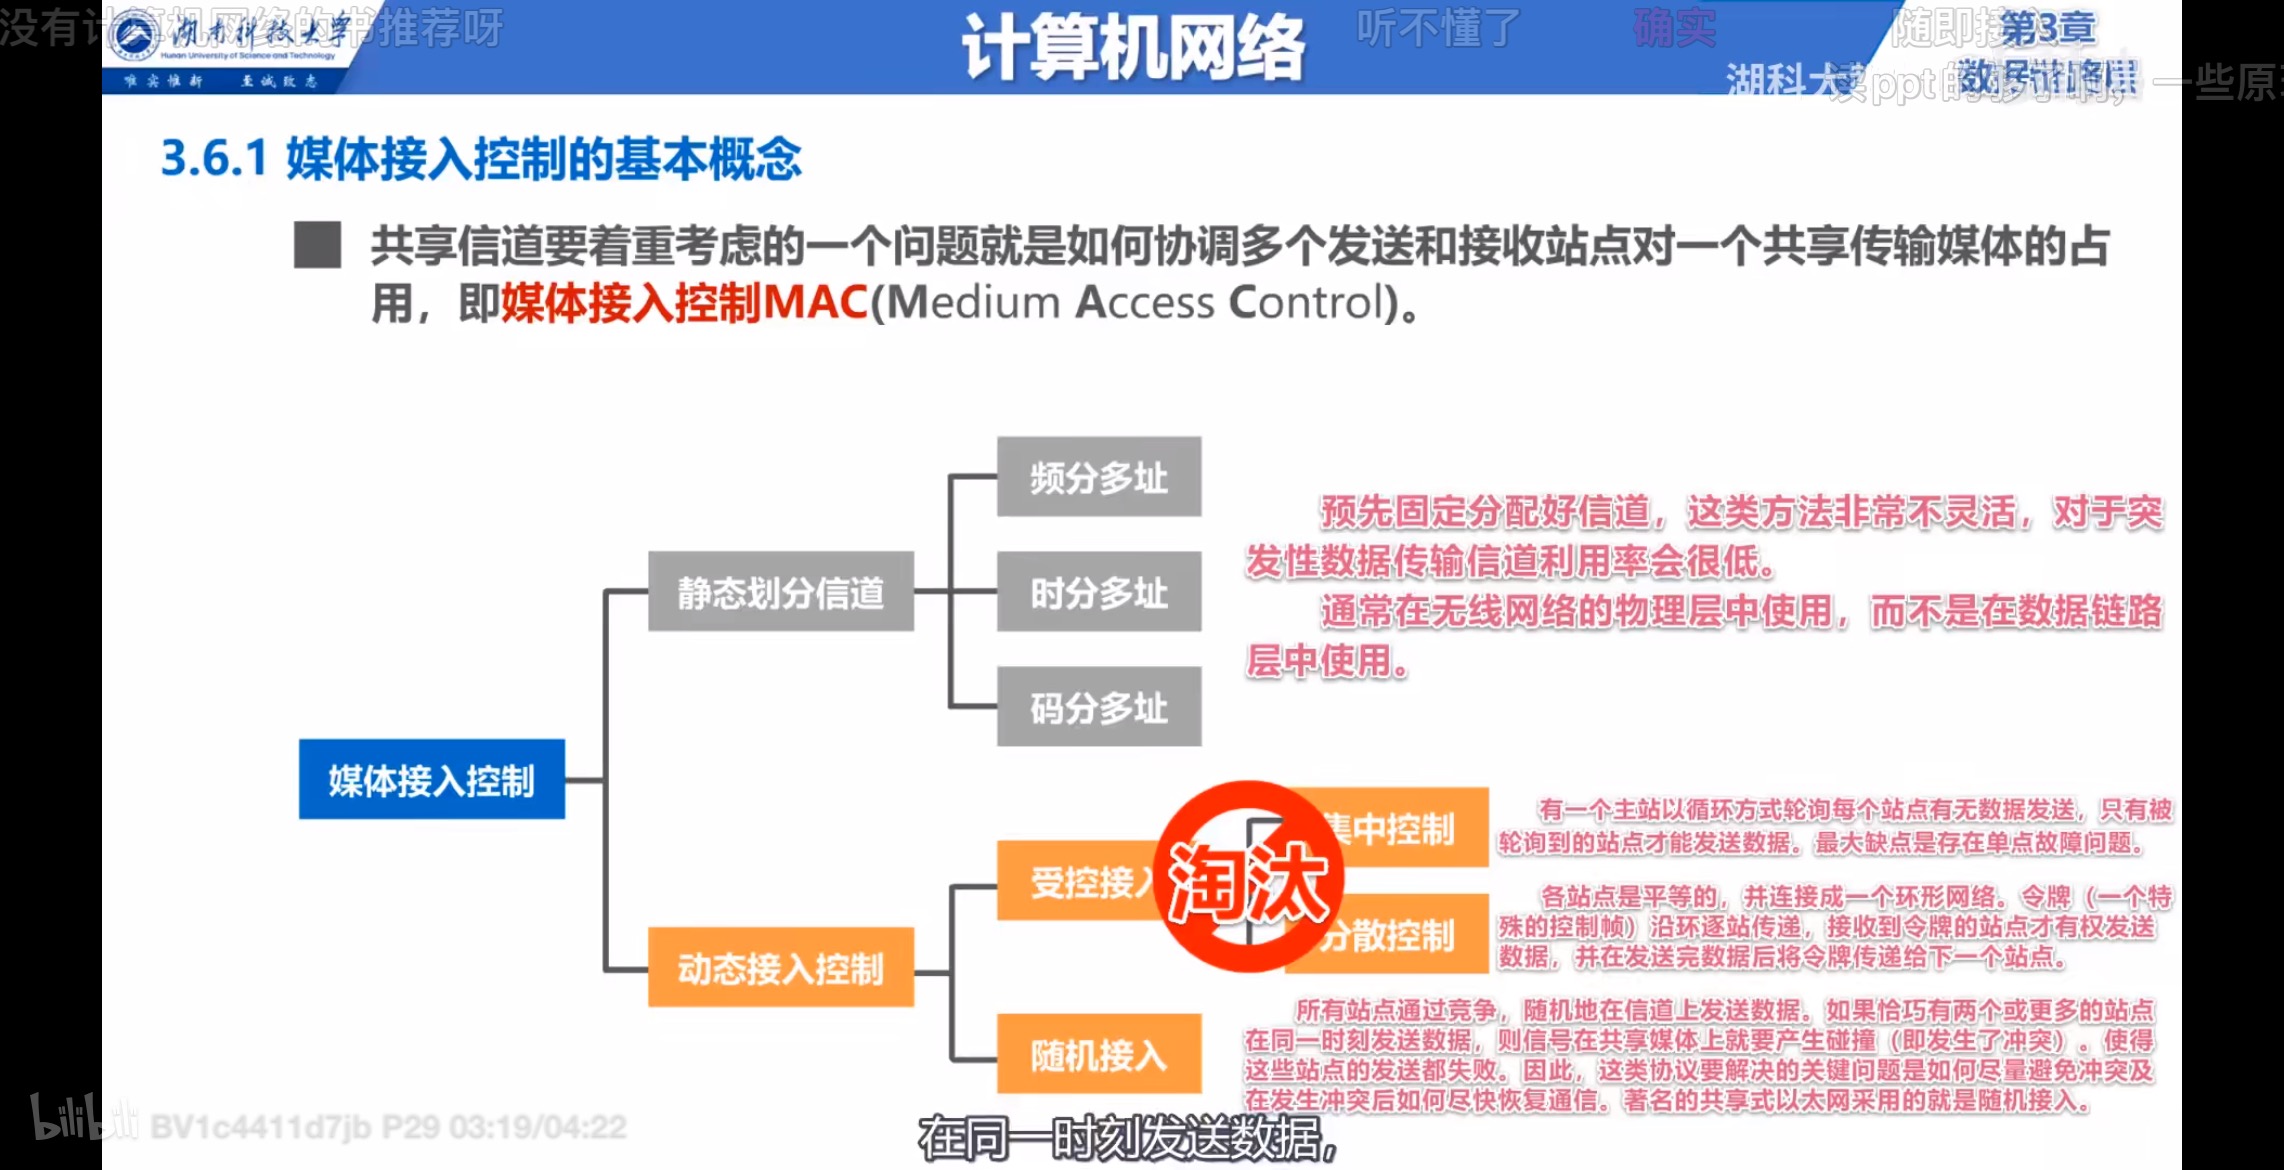 没有计算机网络的书推荐呀
听不懂了
确实
随即接
湖南科技大学
Hunan University of Science and Technology
唯实惟新 至诚致志
计算机网络
第3章
湖科大
读ppt的
一些原
3.6.1 媒体接入控制的基本概念
共享信道要着重考虑的一个问题就是如何协调多个发送和接收站点对一个共享传输媒体的占
用，即媒体接入控制MAC(Medium Access Control)。
频分多址
时分多址
码分多址
静态划分信道
预先固定分配好信道，这类方法非常不灵活，对于突
发性数据传输信道利用率会很低。
通常在无线网络的物理层中使用，而不是在数据链路
层中使用。
媒体接入控制
动态接入控制
受控接入
淘汰
集中控制
分散控制
随机接入
有一个主站以循环方式轮询每个站点有无数据发送，只有被
轮询到的站点才能发送数据。最大缺点是存在单点故障问题。
各站点是平等的，并连接成一个环形网络。令牌（一个特
殊的控制帧）沿环逐站传递，接收到令牌的站点才有权发送
数据，并在发送完数据后将令牌传递给下一个站点。
所有站点通过竞争，随机地在信道上发送数据。如果恰巧有两个或更多的站点
在同一时刻发送数据，则信号在共享媒体上就要产生碰撞（即发生了冲突）。使得
这些站点的发送都失败。因此，这类协议要解决的关键问题是如何尽量避免冲突及
在发生冲突后如何尽快恢复通信。著名的共享式以太网采用的就是随机接入。
bilibili BV1c4411d7jb P29 03:19/04:22
在同一时刻发送数据，